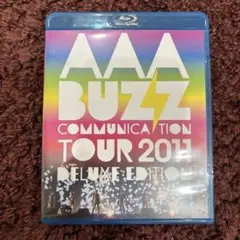 AAA
BUZZ
COMMUNICATION
TOUR 2011
DELUXE EDITION